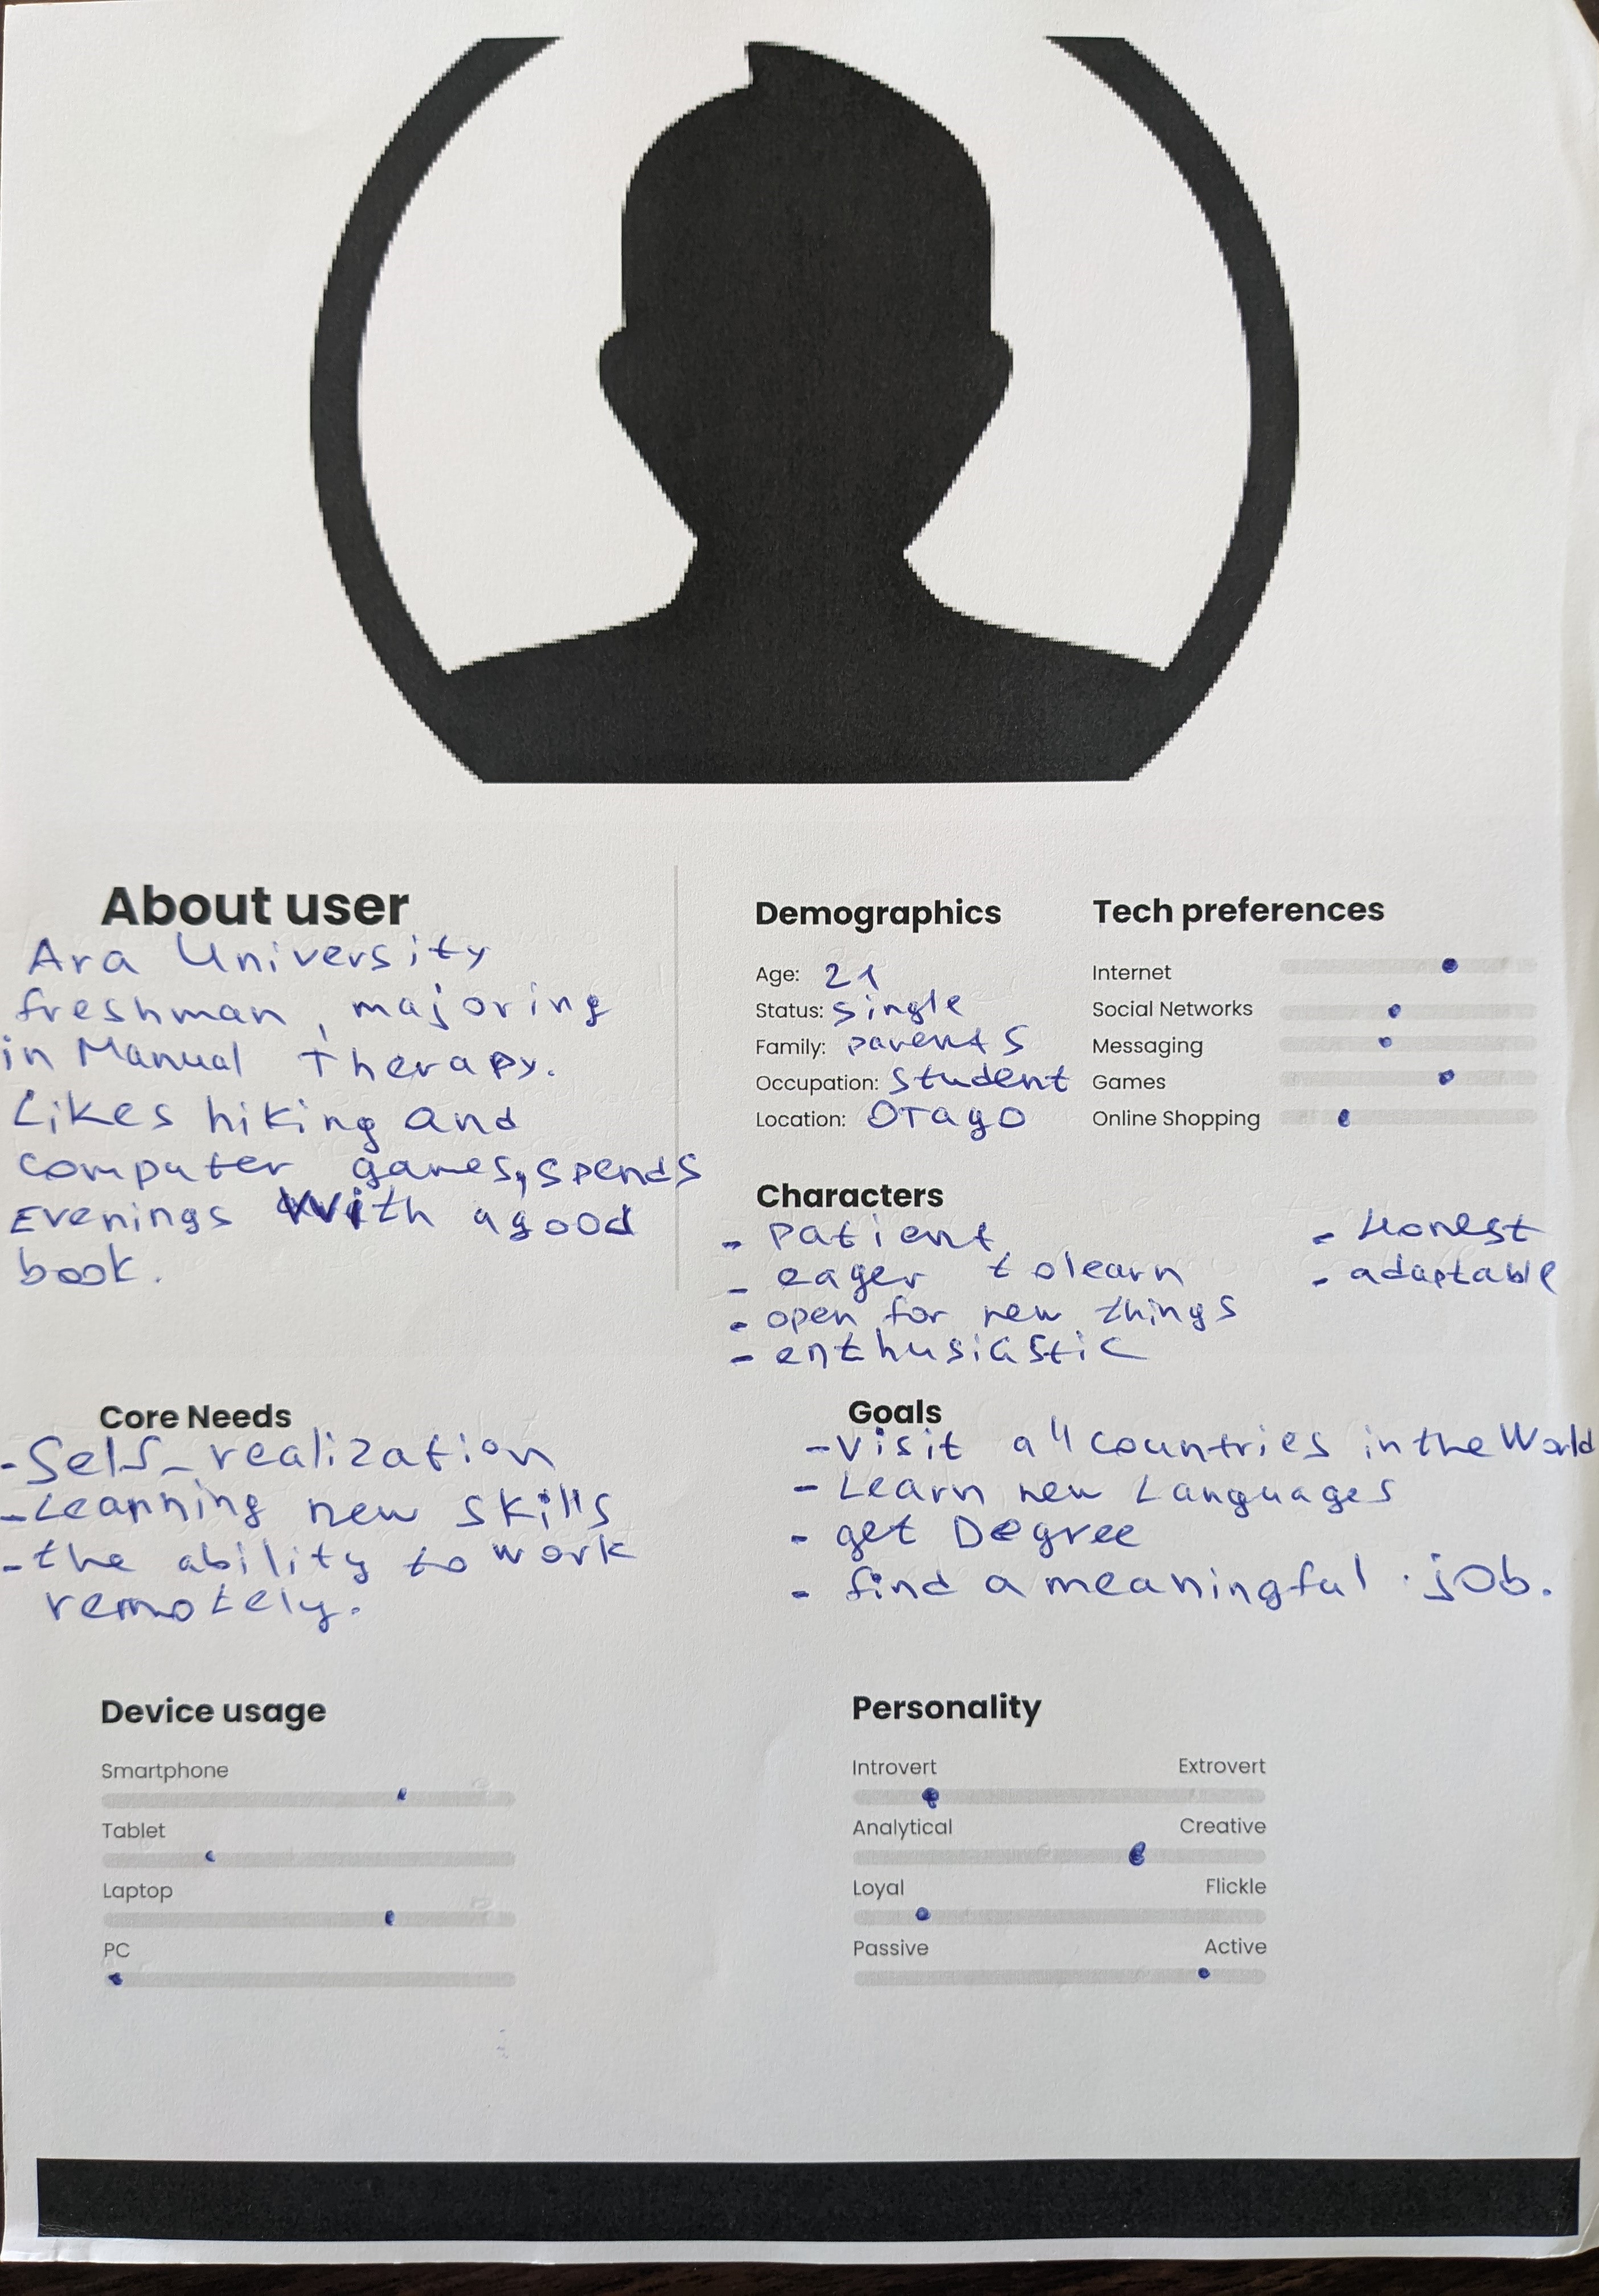 About user
Ara University
freshman, majoring
in Manual Therapy.
Likes hiking and
computer games, spends
Evenings With a good
book.
Demographics
Age: 21
Status: Single
Family: parents
Occupation: Student
Location: Otago
Tech preferences
Internet
Social Networks
Messaging
Games
Online Shopping
Characters
- Patient
- eager to learn
- open for new things
- enthusiastic
- Honest
- adaptable
Core Needs
- Self-realization
- Learning new skills
- the ability to work
remotely.
Goals
- Visit all countries in the World
- Learn new Languages
- get Degree
- find a meaningful job.
Device usage
Smartphone
Tablet
Laptop
PC
Personality
Introvert Extrovert
Analytical Creative
Loyal Flickle
Passive Active